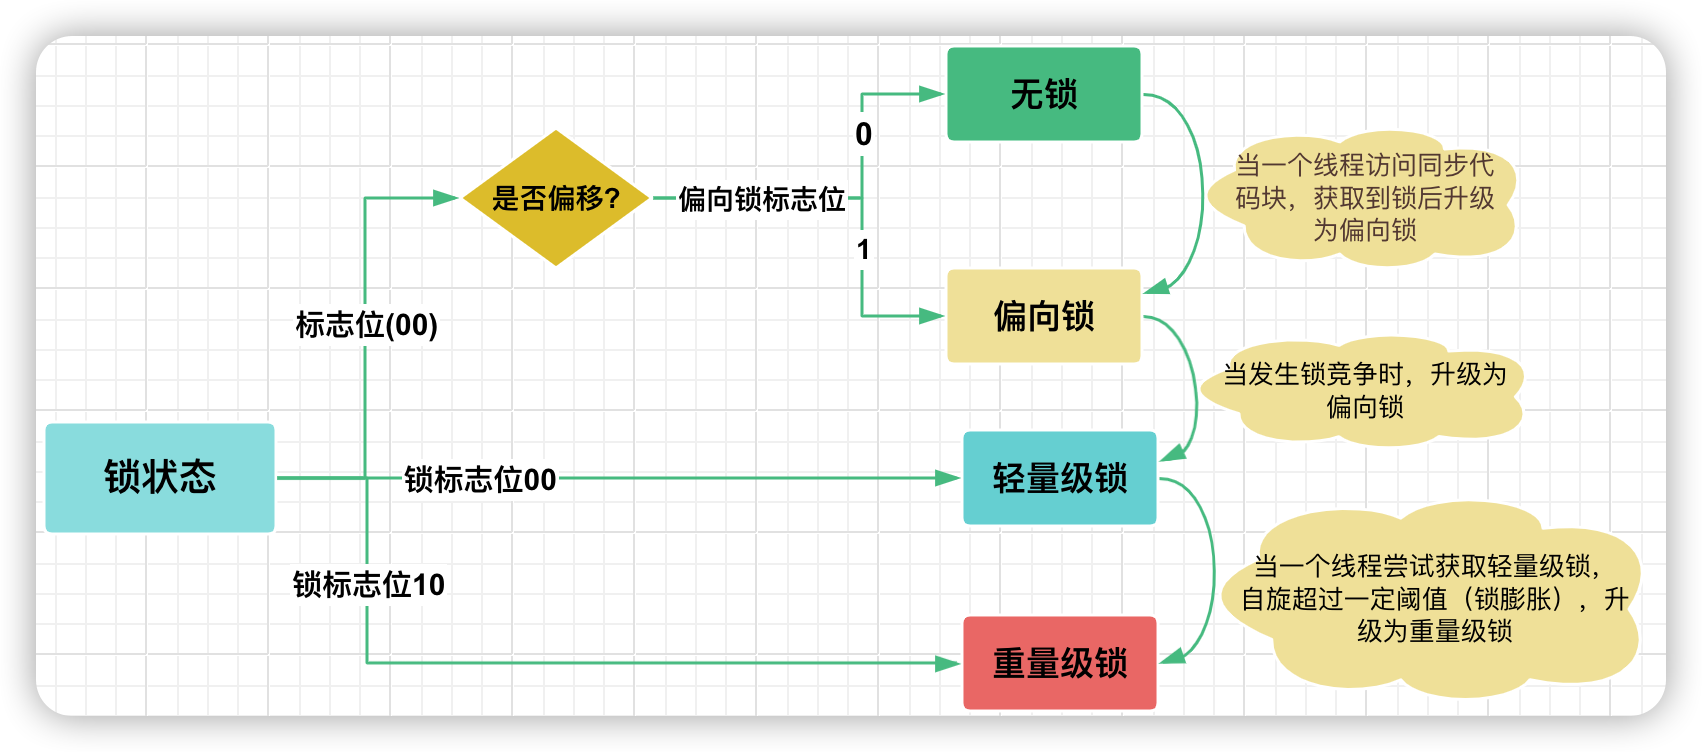 无锁
0
当一个线程访问同步代
码块，获取到锁后升级
为偏向锁
是否偏移?
偏向锁标志位
1
标志位(00)
偏向锁
当发生锁竞争时，升级为
偏向锁
锁状态
锁标志位00
轻量级锁
锁标志位10
当一个线程尝试获取轻量级锁，
自旋超过一定阈值（锁膨胀），升
级为重量级锁
重量级锁